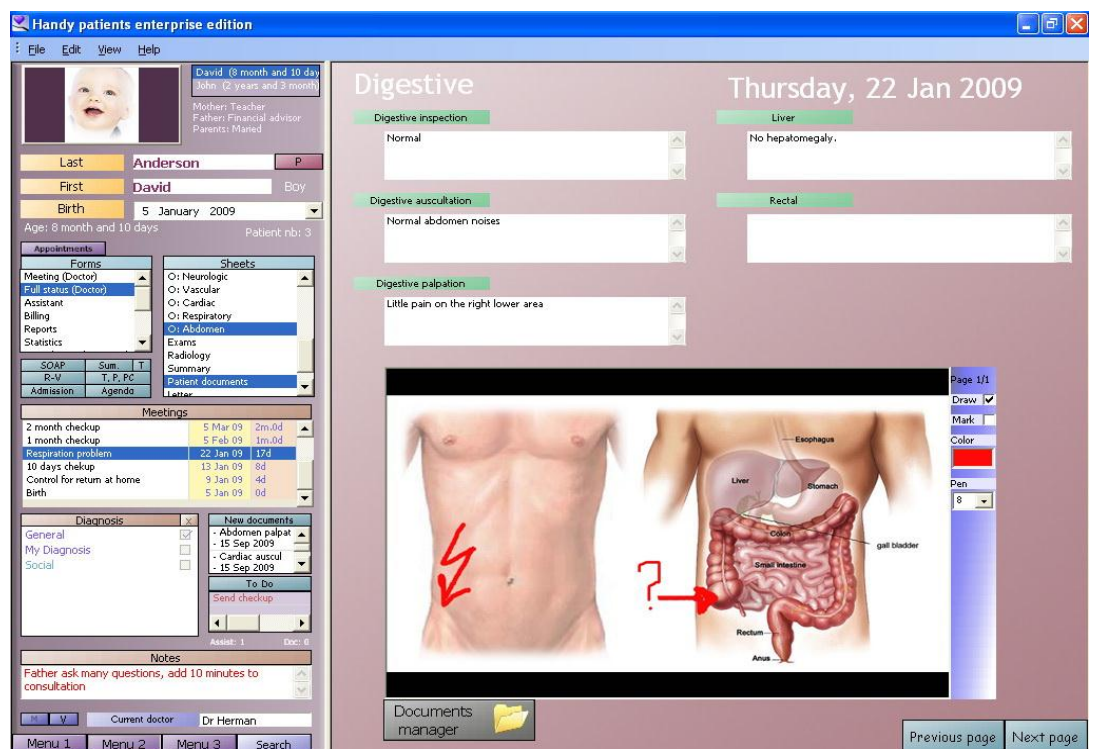 Handy patients enterprise edition
File Edit View Help
David (8 month and 10 day
John (2 years and 3 month)
Mother: Teacher
Father: Financial advisor
Parents: Maried
Last Anderson P
First David Boy
Birth 5 January 2009
Age: 8 month and 10 days
Patient nb: 3
Appointments
Forms
Meeting (Doctor)
Full status (Doctor)
Assistant
Billing
Reports
Statistics
Sheets
O: Neurologic
O: Vascular
O: Cardiac
O: Respiratory
O: Abdomen
Exams
Radiology
Summary
Patient documents
Letter
SOAP Sum. T
R-V T, P, PC
Admission Agenda
Meetings
2 month checkup 5 Mar 09 2m.0d
1 month checkup 5 Feb 09 1m.0d
Respiration problem 22 Jan 09 17d
10 days chekup 13 Jan 09 8d
Control for return at home 9 Jan 09 4d
Birth 5 Jan 09 0d
Diagnosis x
General
My Diagnosis
Social
New documents
- Abdomen palpat
- 15 Sep 2009
- Cardiac auscul
- 15 Sep 2009
To Do
Send checkup
Assist: 1 Doc: 6
Notes
Father ask many questions, add 10 minutes to
consultation
M V Current doctor Dr Herman
Menu 1 Menu 2 Menu 3 Search
Digestive
Thursday, 22 Jan 2009
Digestive inspection
Normal
Liver
No hepatomegaly.
Digestive auscultation
Normal abdomen noises
Rectal
Digestive palpation
Little pain on the right lower area
Esophagus
Liver
Stomach
Colon
gall bladder
Small Intestine
Rectum
Anus
?
Page 1/1
Draw
Mark
Color
Pen
8
Documents
manager
Previous page Next page